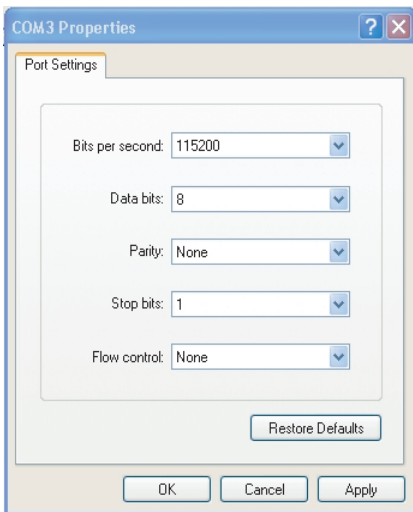 COM3 Properties
Port Settings
Bits per second: 115200
Data bits: 8
Parity: None
Stop bits: 1
Flow control: None
Restore Defaults
OK Cancel Apply